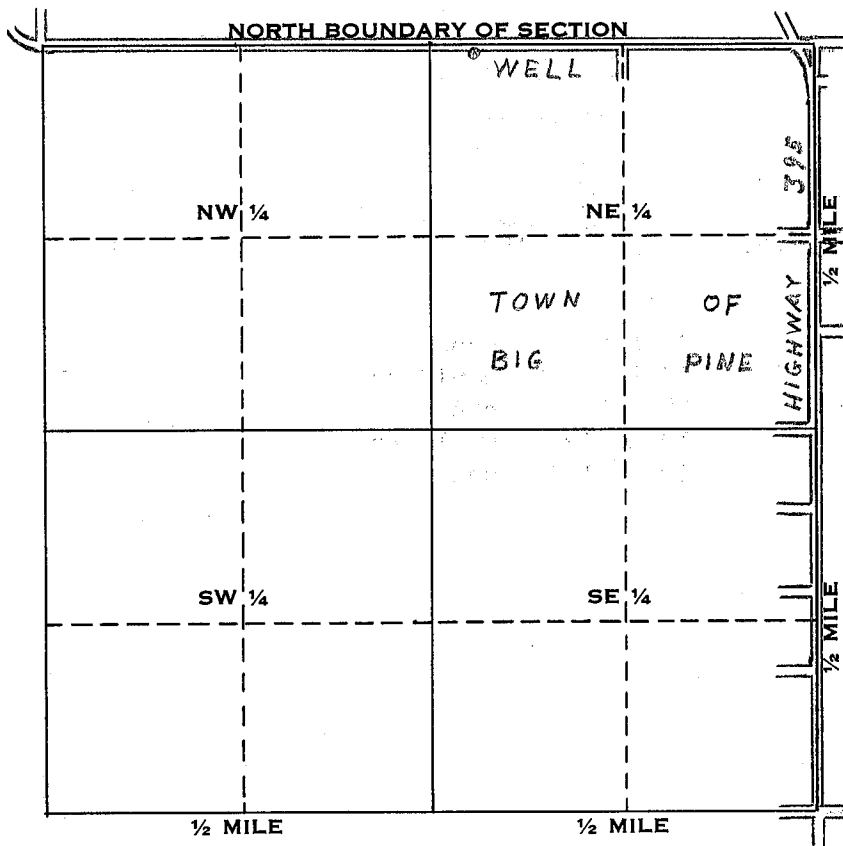 NORTH BOUNDARY OF SECTION
WELL
395
NW ¼
NE ¼
½ MILE
TOWN OF
BIG PINE
HIGHWAY
SW ¼
SE ¼
½ MILE
½ MILE
½ MILE